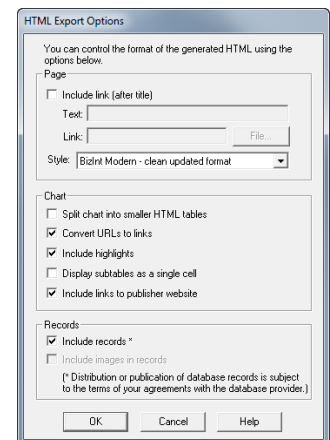 HTML Export Options
You can control the format of the generated HTML using the
options below.
Page
Include link (after title)
Text:
Link:
File...
Style: BizInt Modern - clean updated format
Chart
Split chart into smaller HTML tables
Convert URLs to links
Include highlights
Display subtables as a single cell
Include links to publisher website
Records
Include records *
Include images in records
(* Distribution or publication of database records is subject
to the terms of your agreements with the database provider.)
OK Cancel Help